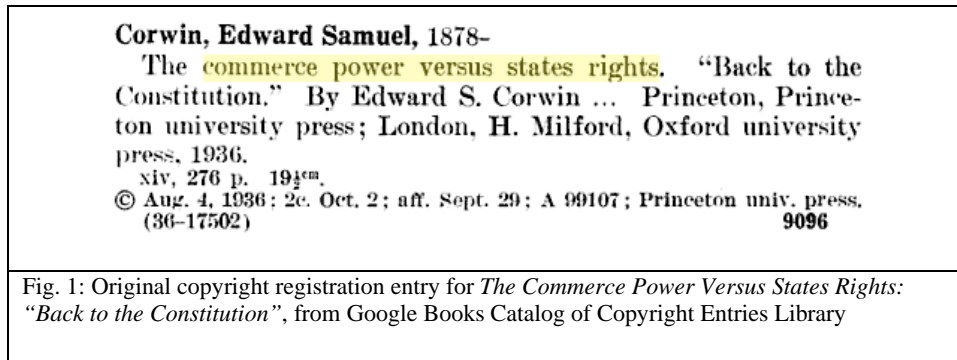 Corwin, Edward Samuel, 1878–
The commerce power versus states rights. “Back to the
Constitution.” By Edward S. Corwin ... Princeton, Prince-
ton university press; London, H. Milford, Oxford university
press, 1936.
xiv, 276 p. 19½ᶜᵐ.
© Aug. 4, 1936; 2c. Oct. 2; aff. Sept. 29; A 99107; Princeton univ. press.
(36–17502) 9096
Fig. 1: Original copyright registration entry for The Commerce Power Versus States Rights:
“Back to the Constitution”, from Google Books Catalog of Copyright Entries Library